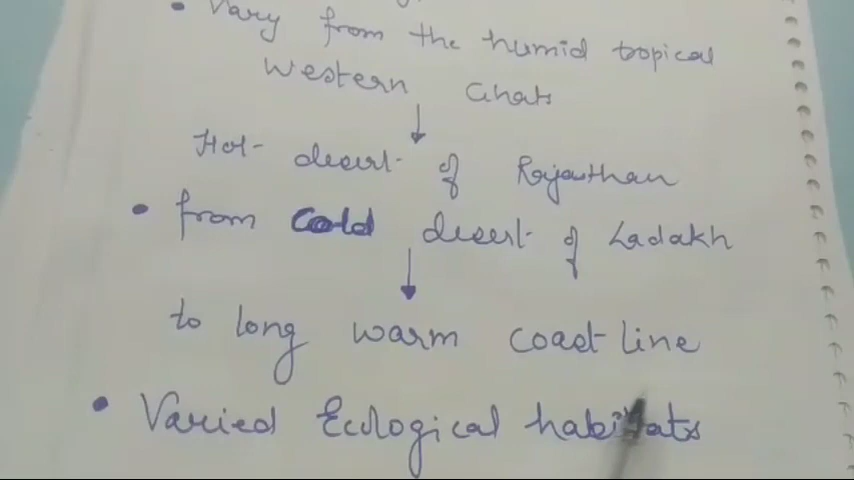 • Vary from the humid tropical
Western Ghats
↓
Hot desert of Rajasthan
• from Cold desert of Ladakh
↓
to long warm coast line
• Varied Ecological habitats